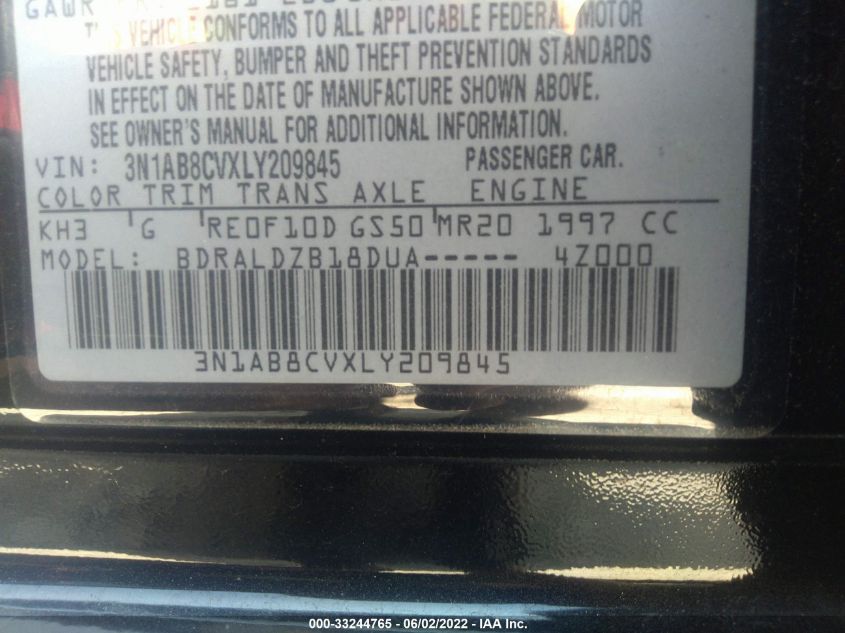 GAWR
VEHICLE CONFORMS TO ALL APPLICABLE FEDERAL MOTOR
VEHICLE SAFETY, BUMPER AND THEFT PREVENTION STANDARDS
IN EFFECT ON THE DATE OF MANUFACTURE SHOWN ABOVE.
SEE OWNER'S MANUAL FOR ADDITIONAL INFORMATION.
VIN: 3N1AB8CVXLY209845 PASSENGER CAR.
COLOR TRIM TRANS AXLE ENGINE
KH3 G RE0F10D GS50 MR20 1997 CC
MODEL: BDRALDZB18DUA----- 4Z000
3N1AB8CVXLY209845
000-33244765 - 06/02/2022 - IAA Inc.